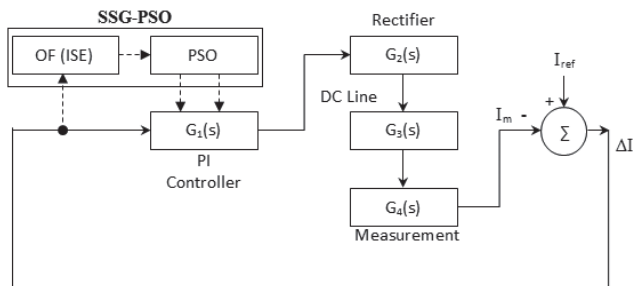 SSG-PSO
OF (ISE)
PSO
G1(s)
PI
Controller
Rectifier
G2(s)
DC Line
G3(s)
G4(s)
Measurement
Im
-
+
Iref
Σ
ΔI